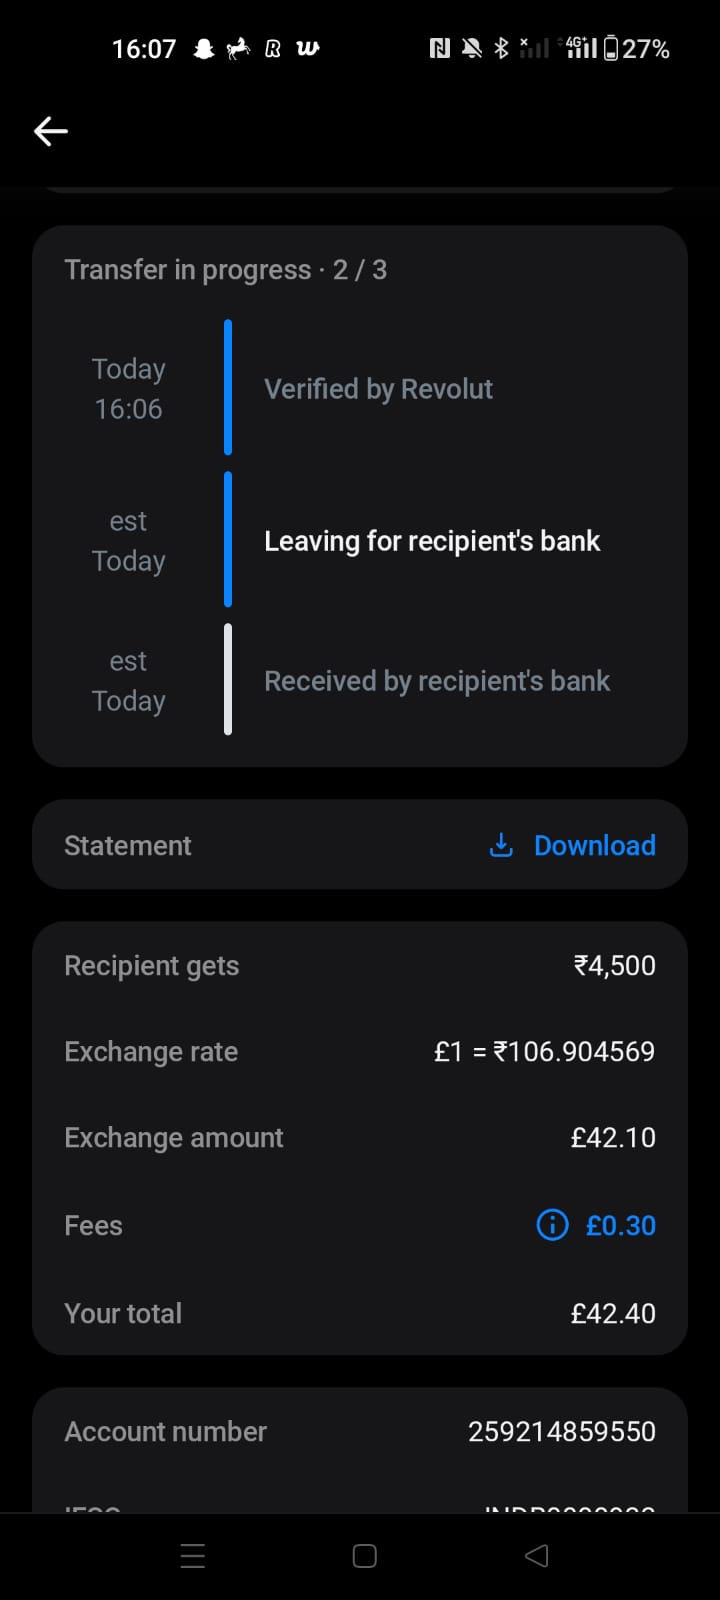 16:07
4G+
27%
Transfer in progress · 2 / 3
Today
16:06
Verified by Revolut
est
Today
Leaving for recipient's bank
est
Today
Received by recipient's bank
Statement
Download
Recipient gets ₹4,500
Exchange rate £1 = ₹106.904569
Exchange amount £42.10
Fees £0.30
Your total £42.40
Account number 259214859550